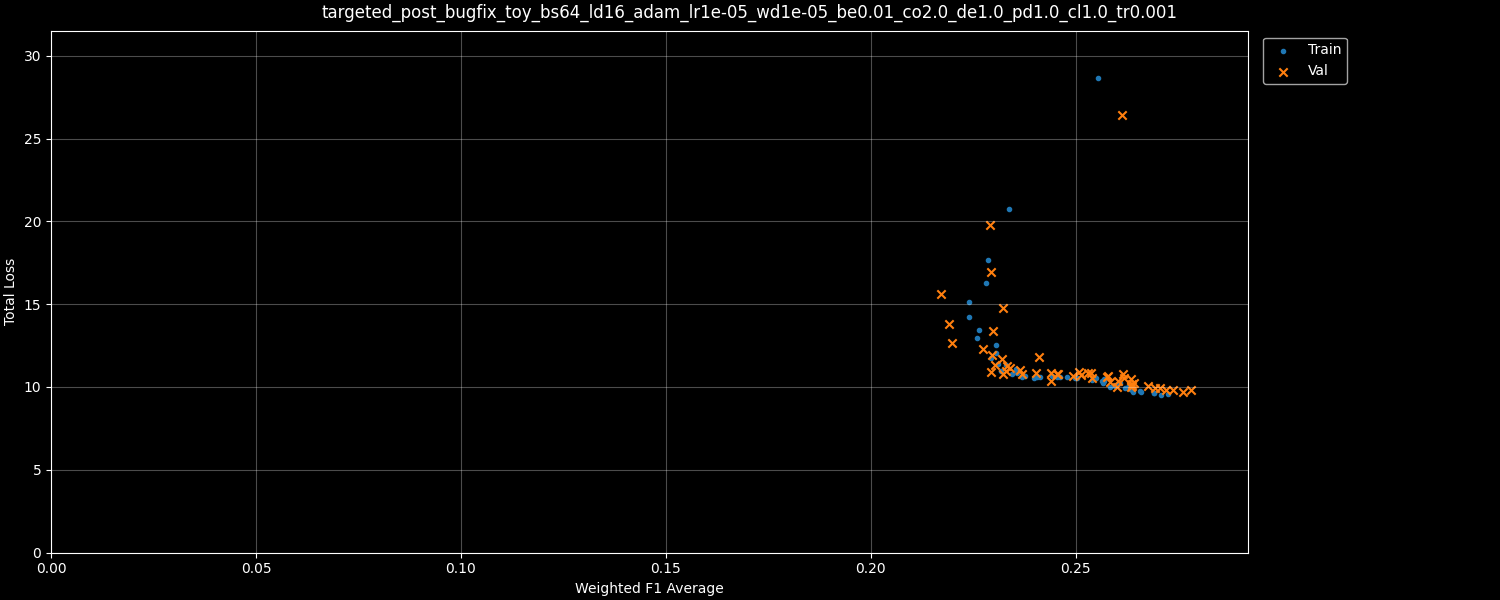 targeted_post_bugfix_toy_bs64_ld16_adam_lr1e-05_wd1e-05_be0.01_co2.0_de1.0_pd1.0_cl1.0_tr0.001
Train
Val
30
25
20
15
10
5
0
Total Loss
0.00 0.05 0.10 0.15 0.20 0.25
Weighted F1 Average